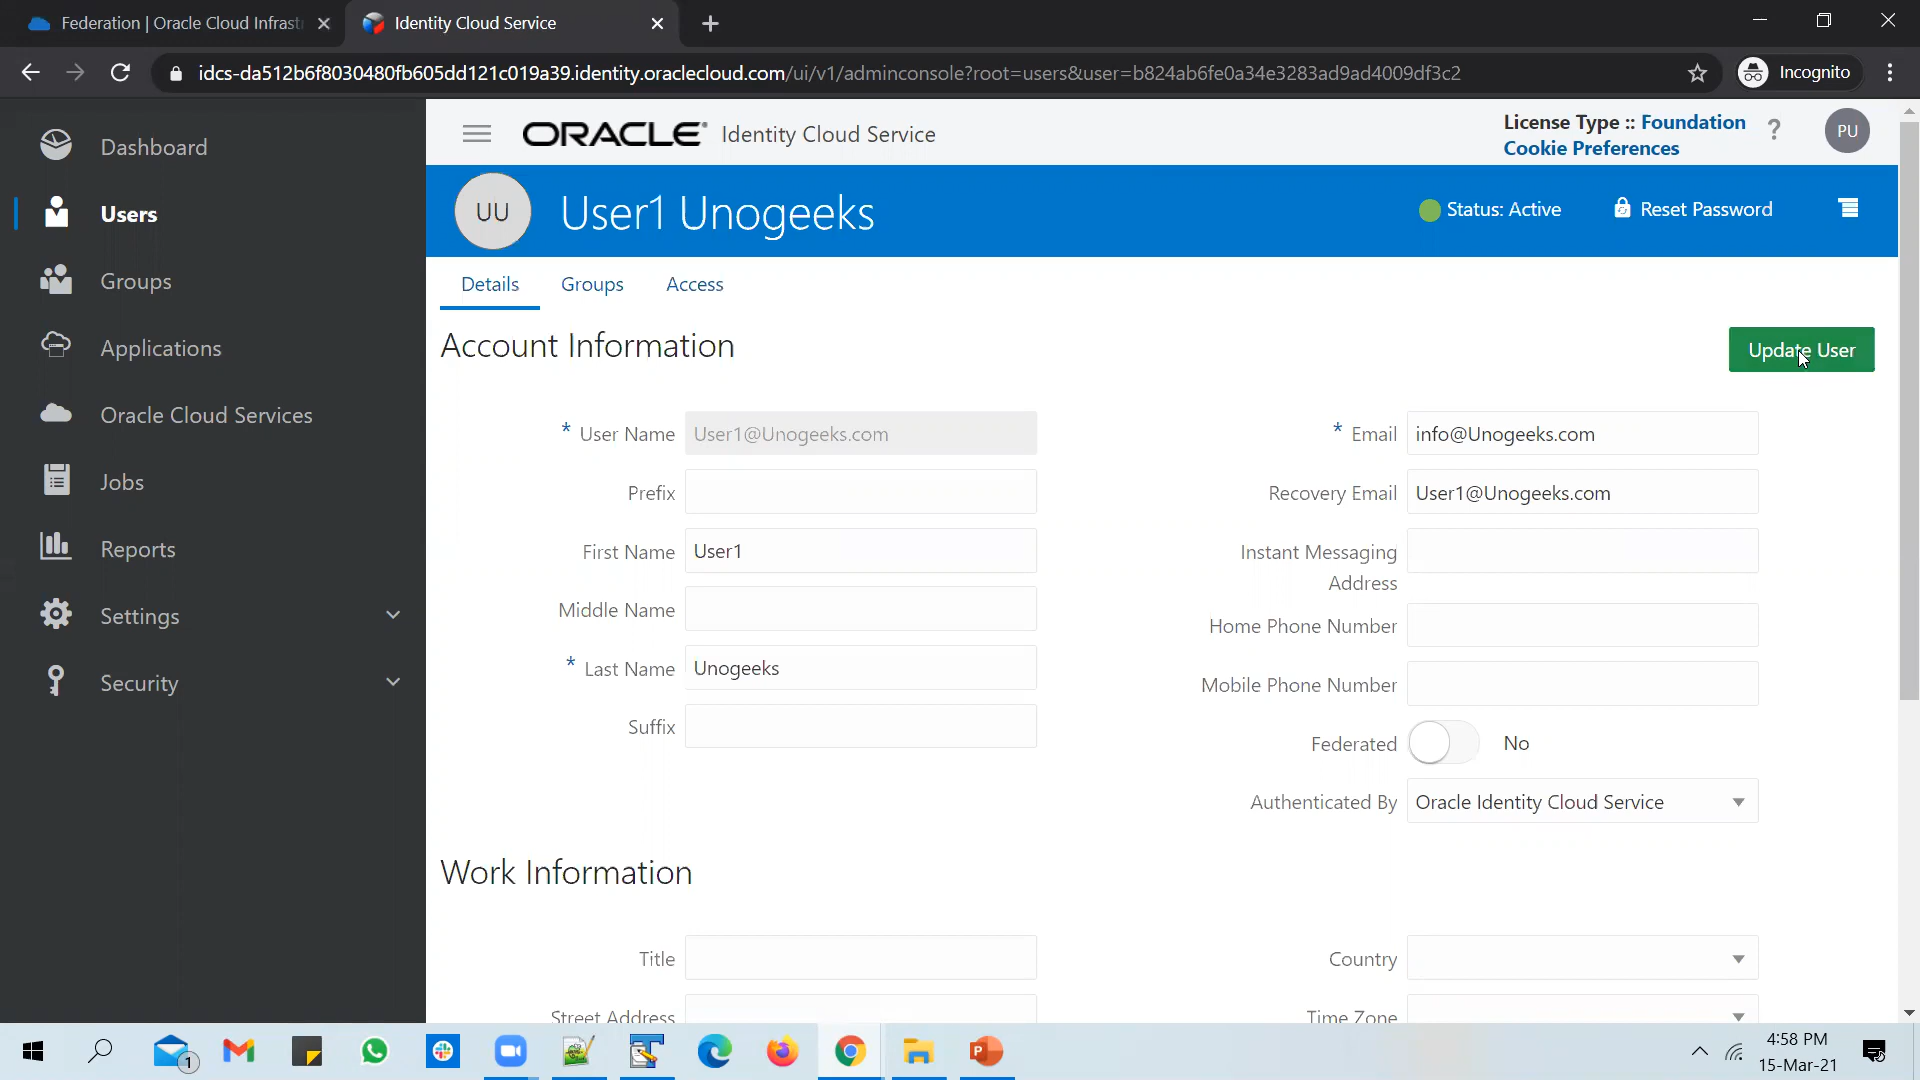 Federation | Oracle Cloud Infrast
Identity Cloud Service
idcs-da512b6f8030480fb605dd121c019a39.identity.oraclecloud.com/ui/v1/adminconsole?root=users&user=b824ab6fe0a34e3283ad9ad4009df3c2
Incognito
Dashboard
Users
Groups
Applications
Oracle Cloud Services
Jobs
Reports
Settings
Security
ORACLE Identity Cloud Service
License Type :: Foundation
Cookie Preferences
?
PU
UU
User1 Unogeeks
Status: Active
Reset Password
Details
Groups
Access
Account Information
Update User
* User Name User1@Unogeeks.com
Prefix
First Name User1
Middle Name
* Last Name Unogeeks
Suffix
* Email info@Unogeeks.com
Recovery Email User1@Unogeeks.com
Instant Messaging
Address
Home Phone Number
Mobile Phone Number
Federated No
Authenticated By Oracle Identity Cloud Service
Work Information
Title
Country
Street Address
Time Zone
1
4:58 PM
15-Mar-21